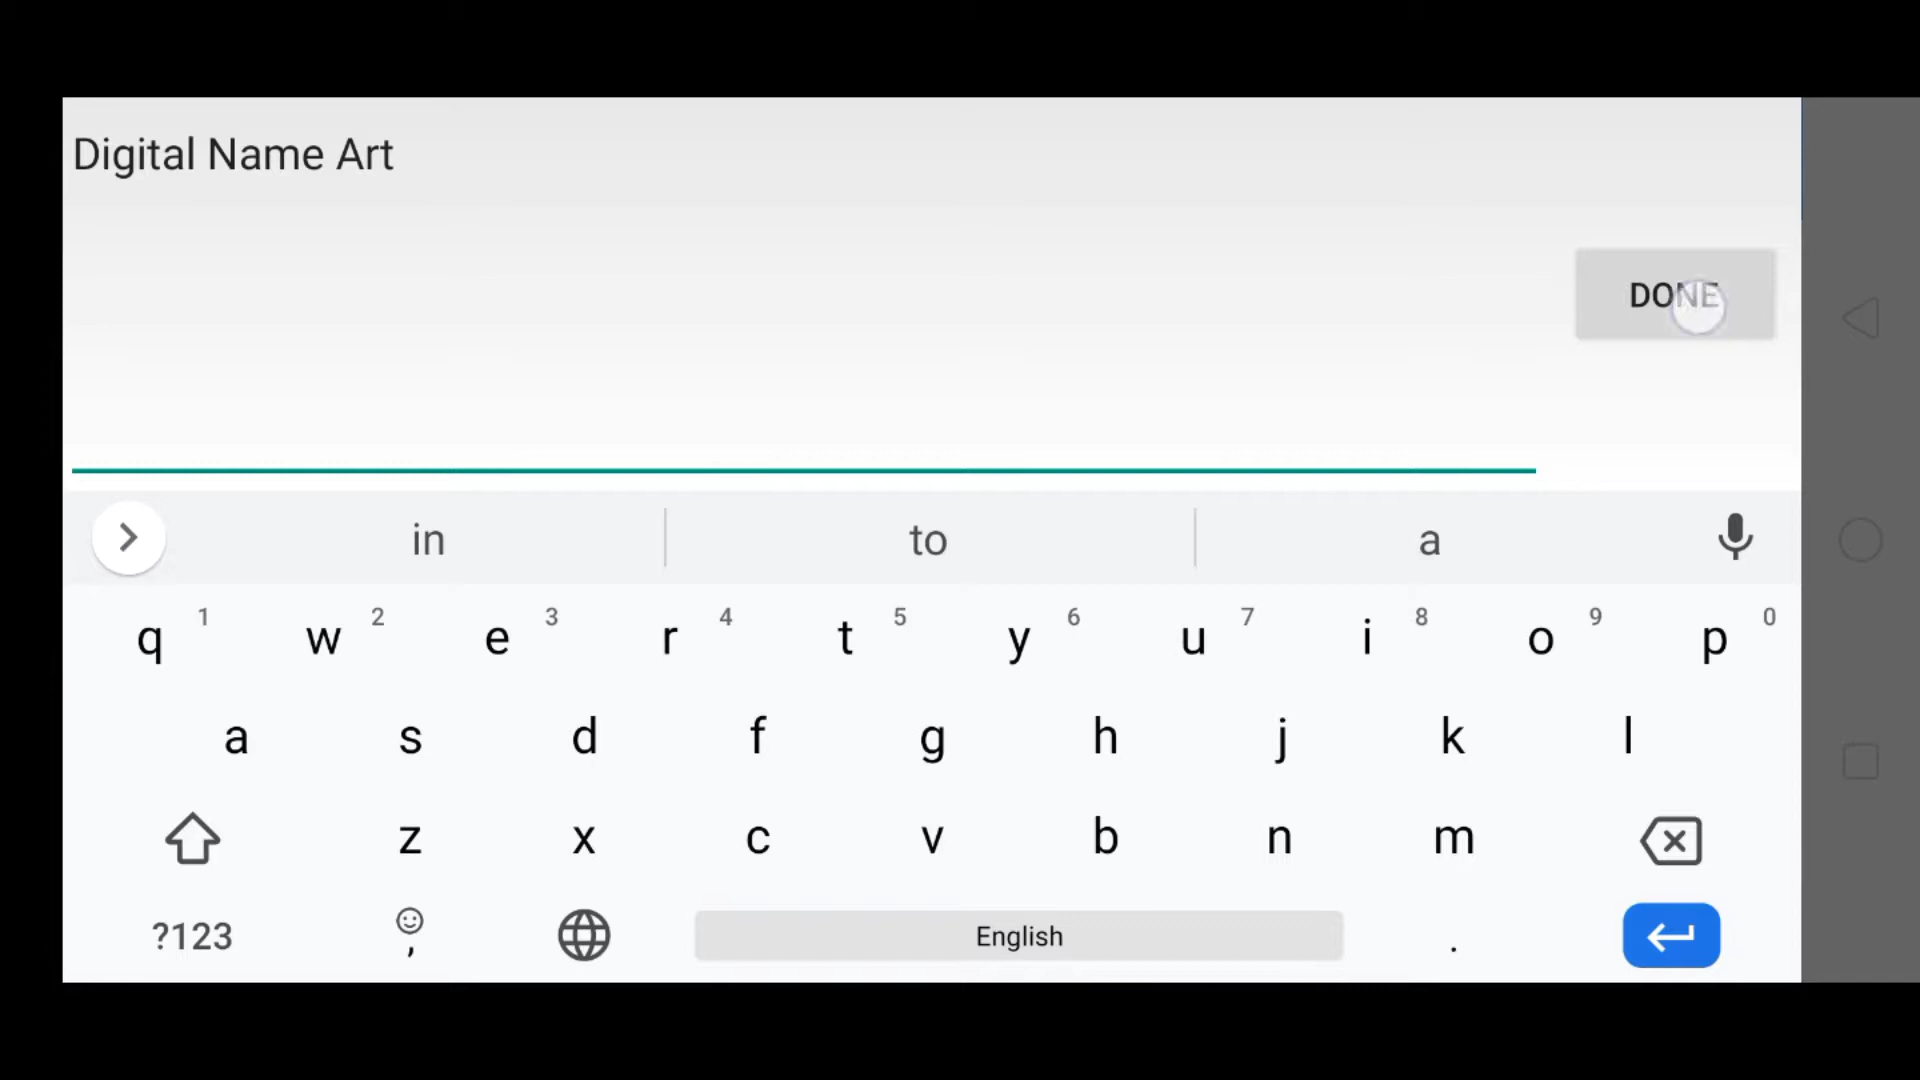 Digital Name Art
DONE
in to a
q 1 w 2 e 3 r 4 t 5 y 6 u 7 i 8 o 9 p 0
a s d f g h j k l
z x c v b n m
?123 , English .